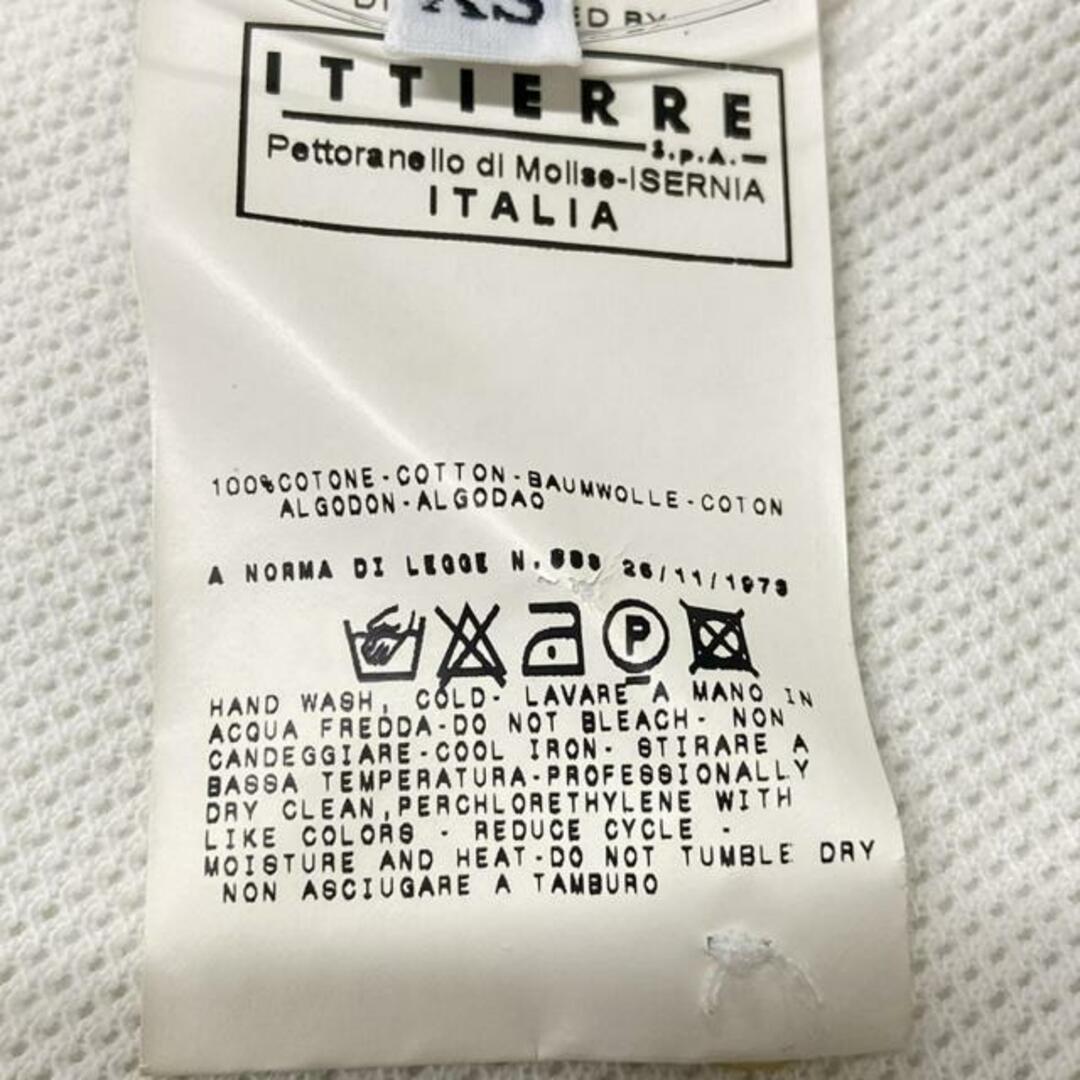 XS
ED BY
ITTIERRE
S.p.A.
Pettoranello di Molise-ISERNIA
ITALIA
100%COTONE-COTTON-BAUMWOLLE-COTON
ALGODON-ALGODAO
A NORMA DI LEGGE N. 26/11/1973
P
HAND WASH, COLD- LAVARE A MANO IN
ACQUA FREDDA-DO NOT BLEACH- NON
CANDEGGIARE-COOL IRON- STIRARE A
BASSA TEMPERATURA-PROFESSIONALLY
DRY CLEAN,PERCHLORETHYLENE WITH
LIKE COLORS - REDUCE CYCLE -
MOISTURE AND HEAT-DO NOT TUMBLE DRY
NON ASCIUGARE A TAMBURO